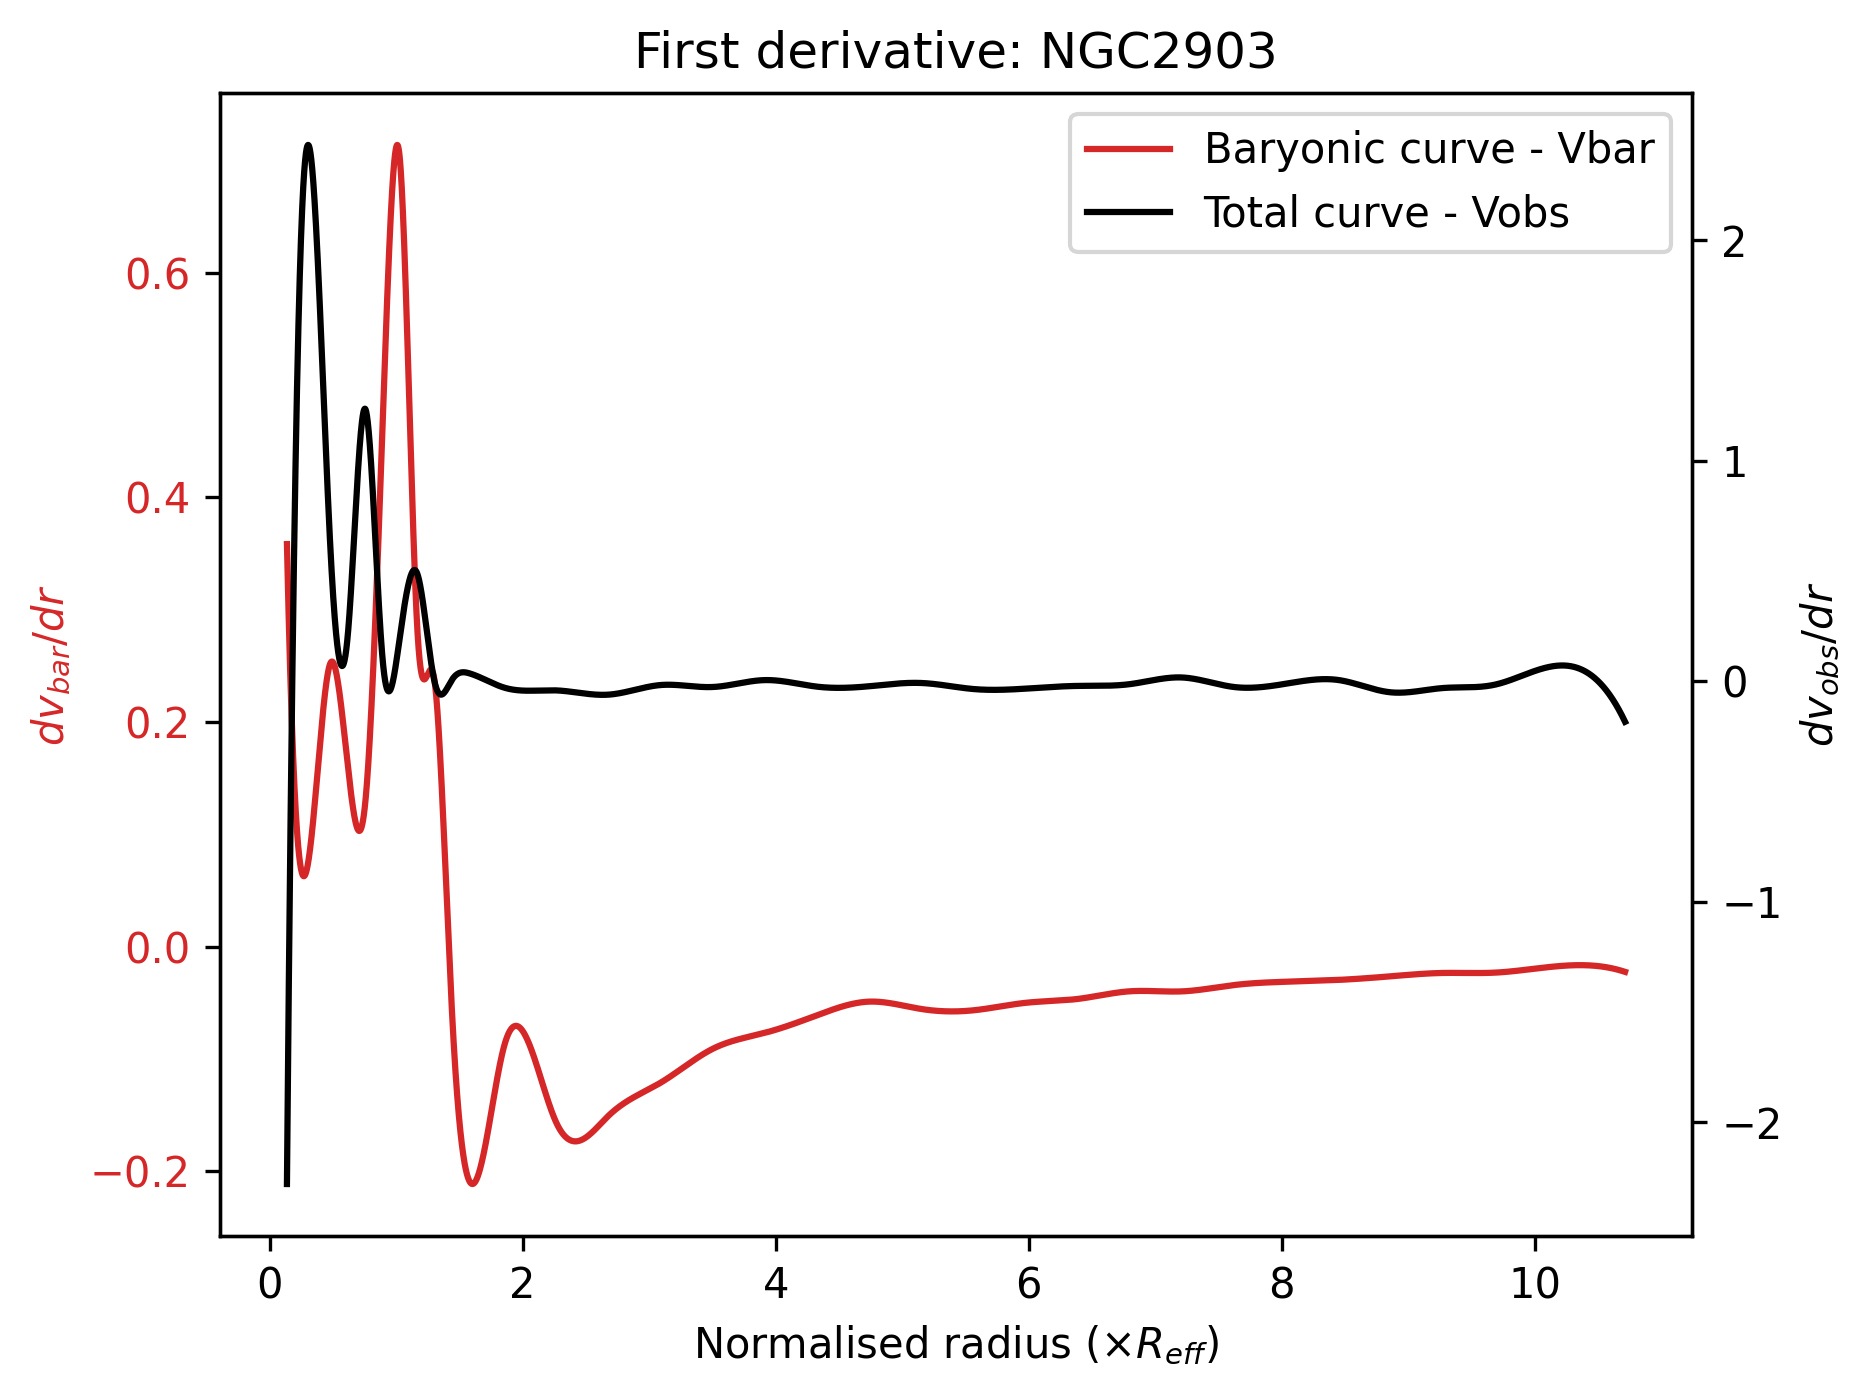 First derivative: NGC2903
Baryonic curve - Vbar
Total curve - Vobs
0.6
0.4
0.2
0.0
−0.2
dv_bar/dr
2
1
0
−1
−2
dv_obs/dr
0 2 4 6 8 10
Normalised radius (×R_eff)